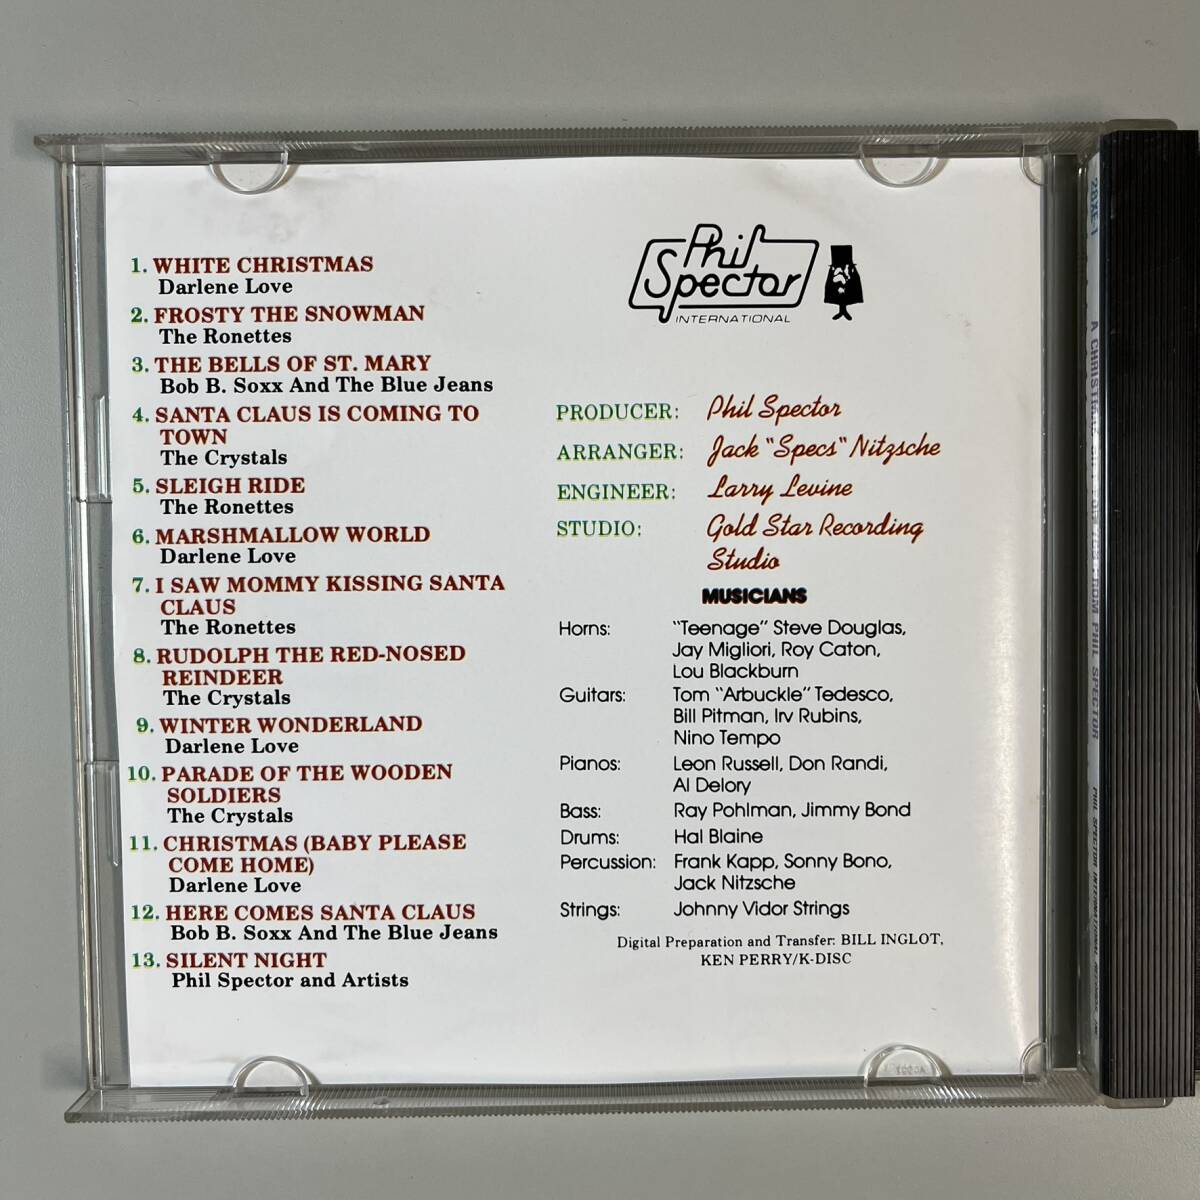 1. WHITE CHRISTMAS
Darlene Love
2. FROSTY THE SNOWMAN
The Ronettes
3. THE BELLS OF ST. MARY
Bob B. Soxx And The Blue Jeans
4. SANTA CLAUS IS COMING TO
TOWN
The Crystals
5. SLEIGH RIDE
The Ronettes
6. MARSHMALLOW WORLD
Darlene Love
7. I SAW MOMMY KISSING SANTA
CLAUS
The Ronettes
8. RUDOLPH THE RED-NOSED
REINDEER
The Crystals
9. WINTER WONDERLAND
Darlene Love
10. PARADE OF THE WOODEN
SOLDIERS
The Crystals
11. CHRISTMAS (BABY PLEASE
COME HOME)
Darlene Love
12. HERE COMES SANTA CLAUS
Bob B. Soxx And The Blue Jeans
13. SILENT NIGHT
Phil Spector and Artists
Phil
Spector
INTERNATIONAL
PRODUCER: Phil Spector
ARRANGER: Jack "Specs" Nitzsche
ENGINEER: Larry Levine
STUDIO: Gold Star Recording
Studio
MUSICIANS
Horns: "Teenage" Steve Douglas,
Jay Migliori, Roy Caton,
Lou Blackburn
Guitars: Tom "Arbuckle" Tedesco,
Bill Pitman, Irv Rubins,
Nino Tempo
Pianos: Leon Russell, Don Randi,
Al Delory
Bass: Ray Pohlman, Jimmy Bond
Drums: Hal Blaine
Percussion: Frank Kapp, Sonny Bono,
Jack Nitzsche
Strings: Johnny Vidor Strings
Digital Preparation and Transfer: BILL INGLOT,
KEN PERRY/K-DISC
A CHRISTMAS GIFT FOR YOU FROM PHIL SPECTOR